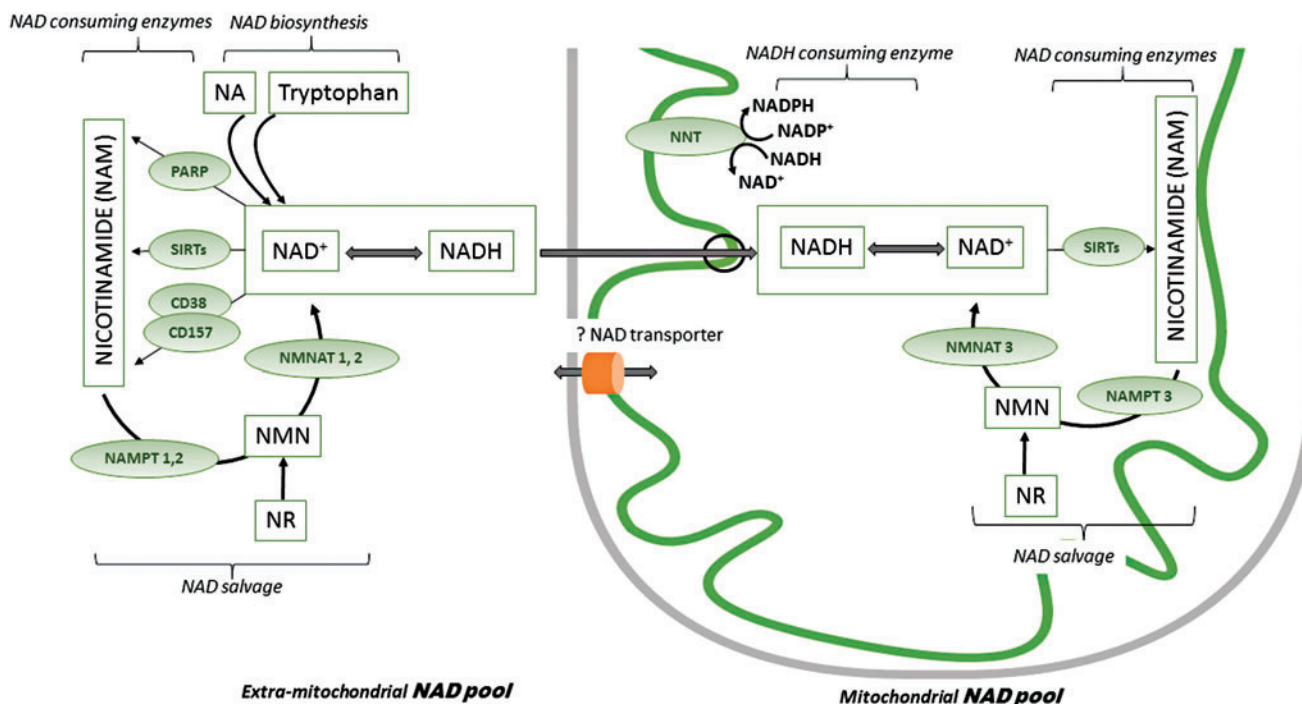 NAD consuming enzymes
NAD biosynthesis
NA
Tryptophan
NICOTINAMIDE (NAM)
PARP
SIRTs
CD38
CD157
NAD+
NADH
NMNAT 1, 2
NAMPT 1,2
NMN
NR
NAD salvage
Extra-mitochondrial NAD pool
NADH consuming enzyme
NAD consuming enzymes
NNT
NADPH
NADP+
NADH
NAD+
NADH
NAD+
SIRTs
NICOTINAMIDE (NAM)
? NAD transporter
NMNAT 3
NAMPT 3
NMN
NR
NAD salvage
Mitochondrial NAD pool